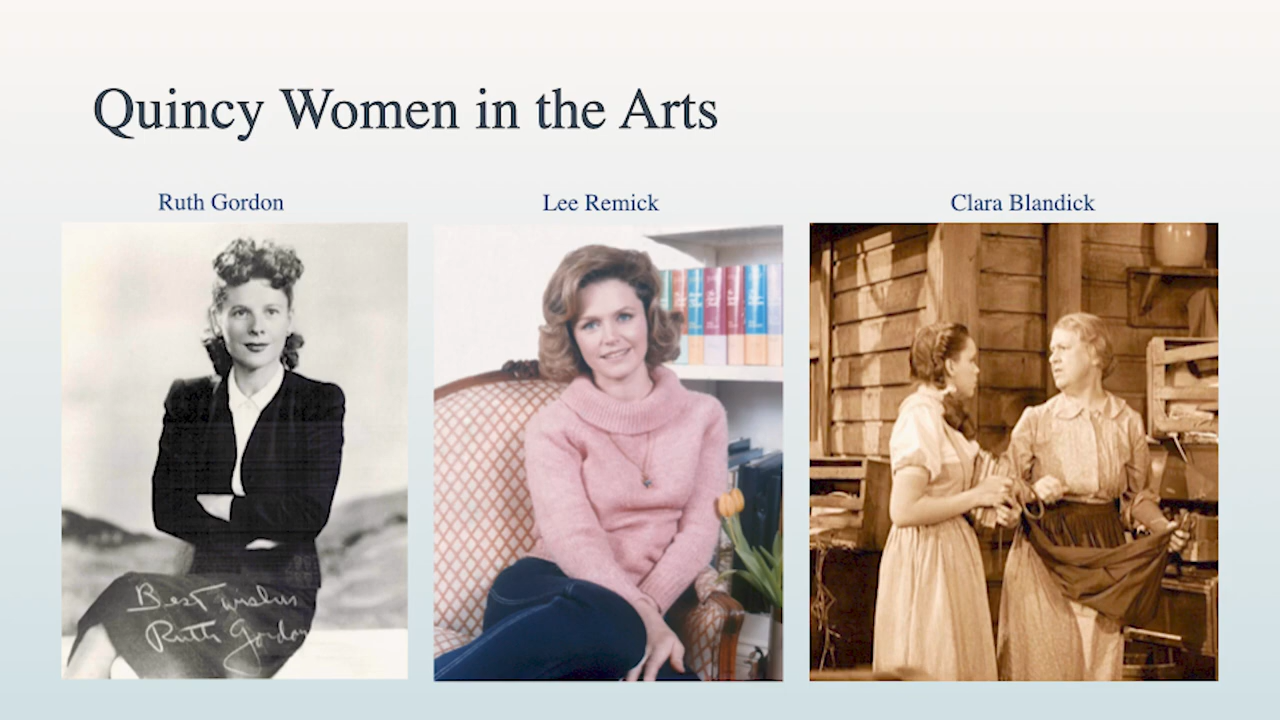 Quincy Women in the Arts
Ruth Gordon
Lee Remick
Clara Blandick
Best wishes
Ruth Gordon